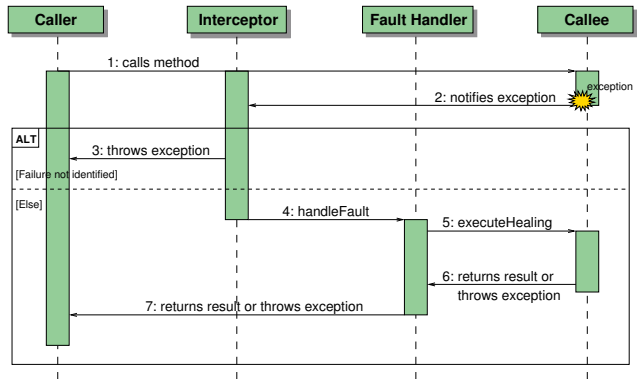 Caller
Interceptor
Fault Handler
Callee
1: calls method
exception
2: notifies exception
ALT
3: throws exception
[Failure not identified]
[Else]
4: handleFault
5: executeHealing
6: returns result or
throws exception
7: returns result or throws exception